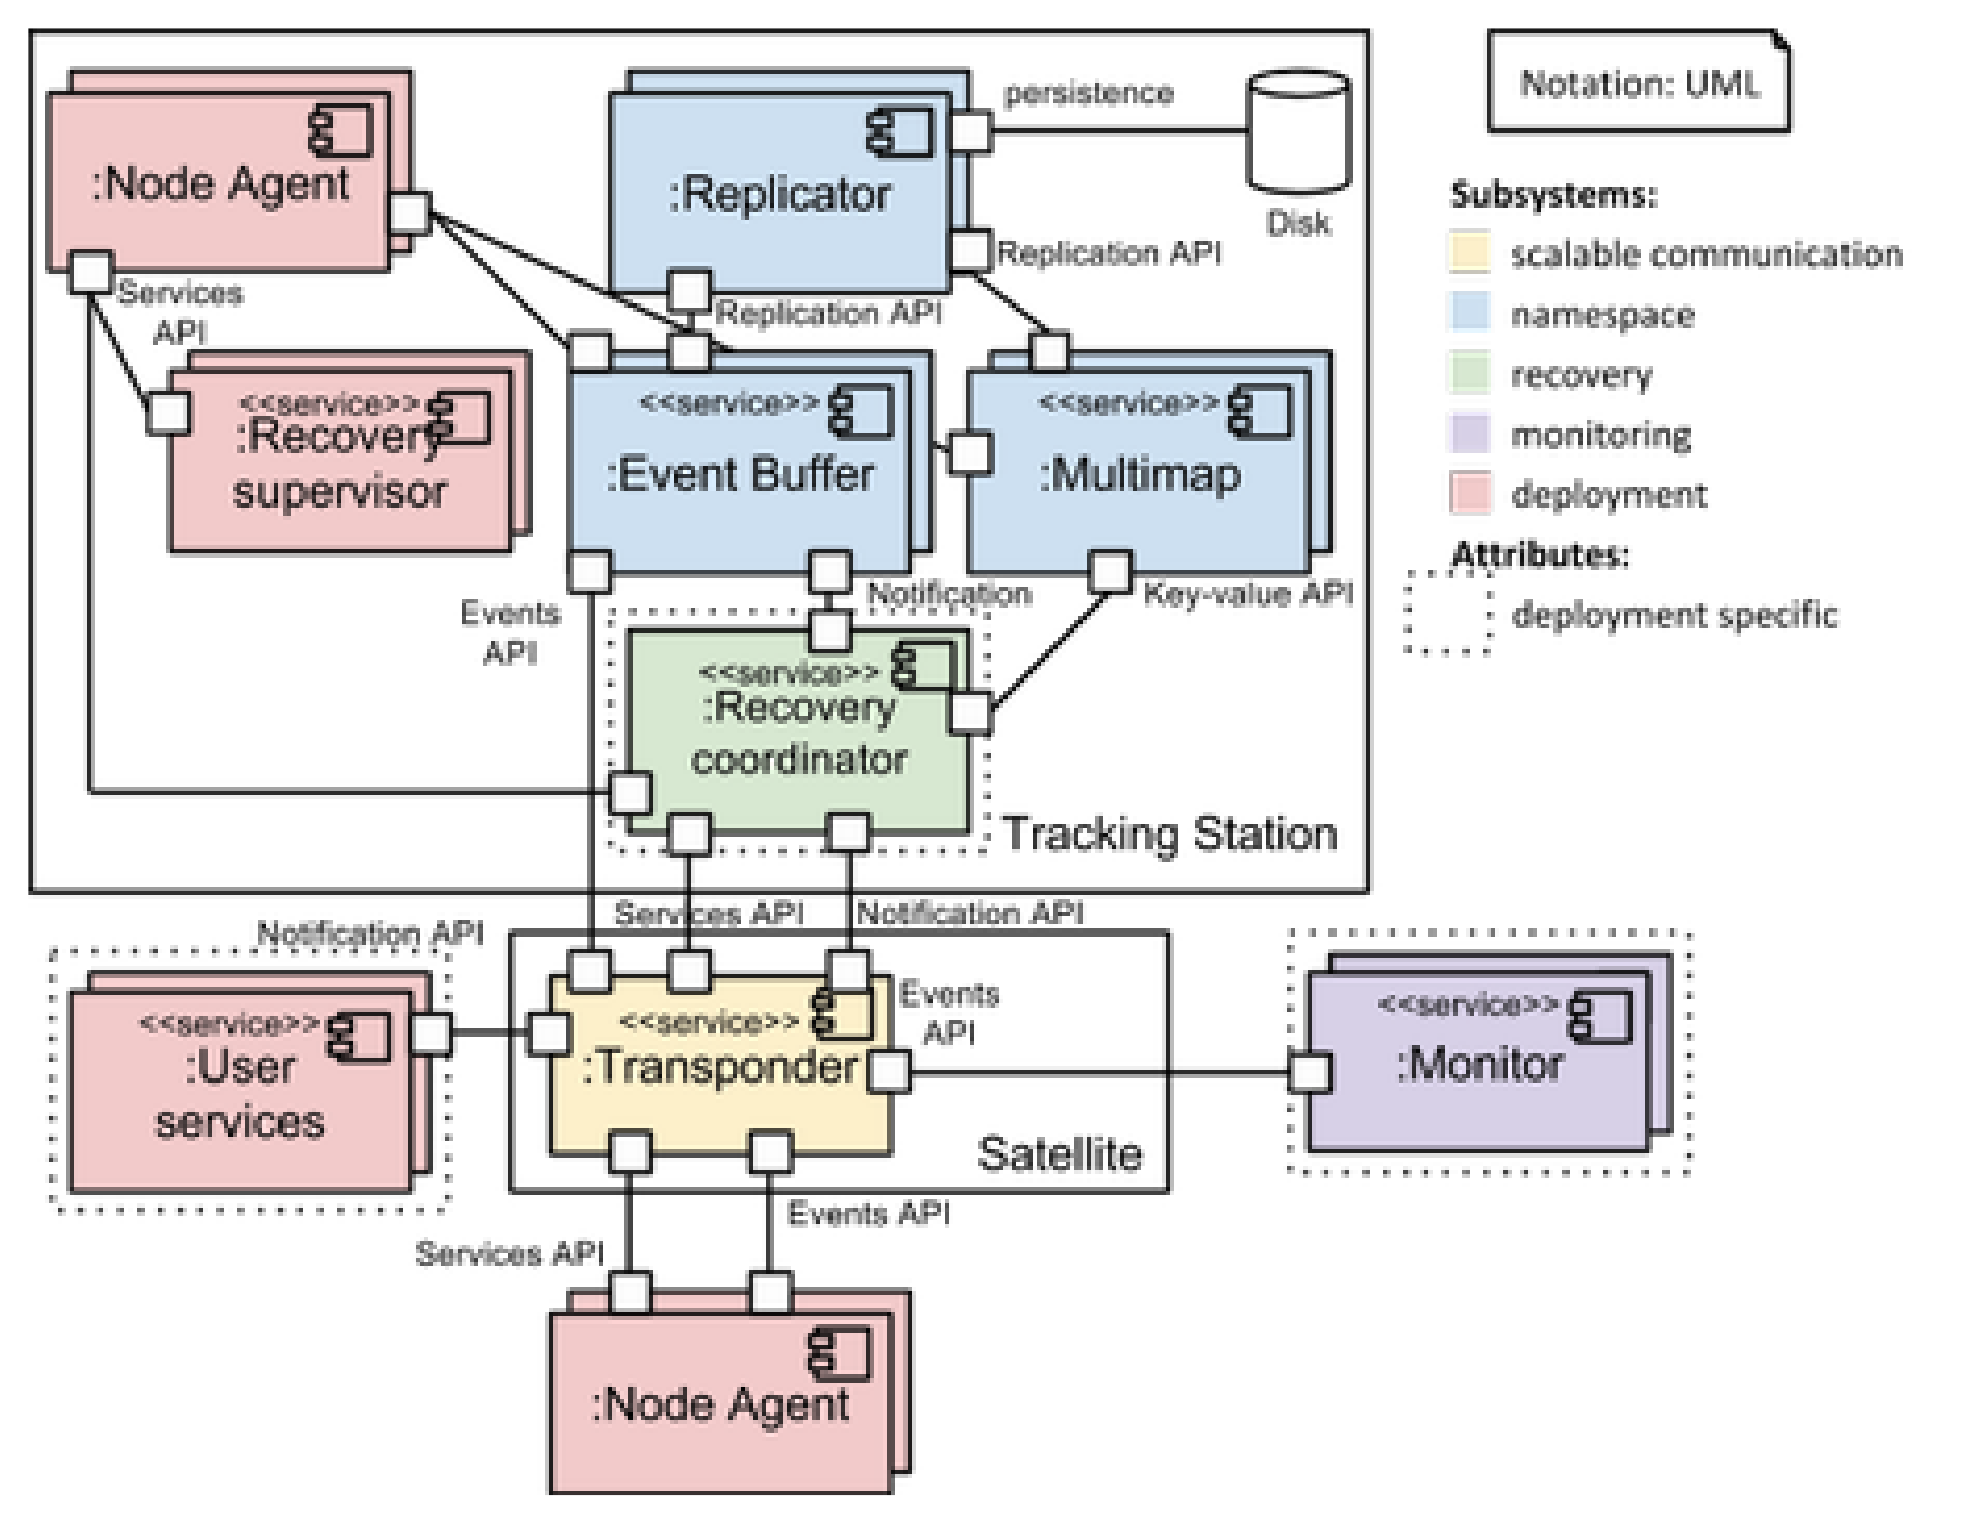 Notation: UML
persistence
:Node Agent
:Replicator
Disk
Replication API
Services
API
Replication API
<<service>>
:Recovery
supervisor
<<service>>
:Event Buffer
<<service>>
:Multimap
Events
API
Notification
Key-value API
<<service>>
:Recovery
coordinator
Tracking Station
Subsystems:
scalable communication
namespace
recovery
monitoring
deployment
Attributes:
deployment specific
Notification API
Services API
Notification API
<<service>>
:User
services
<<service>>
:Transponder
Events
API
Satellite
<<service>>
:Monitor
Services API
Events API
:Node Agent